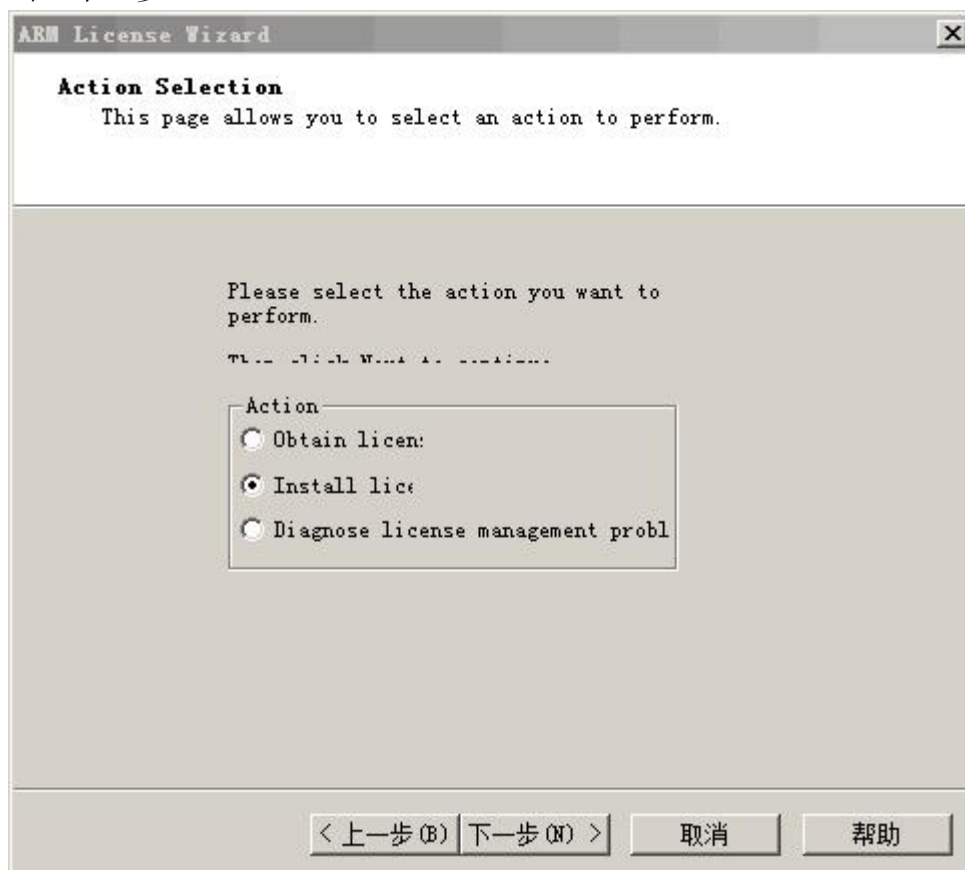 ARM License Wizard
Action Selection
This page allows you to select an action to perform.
Please select the action you want to
perform.
Action
Obtain licen
Install lic
Diagnose license management probl
< 上一步(B)
下一步(N) >
取消
帮助